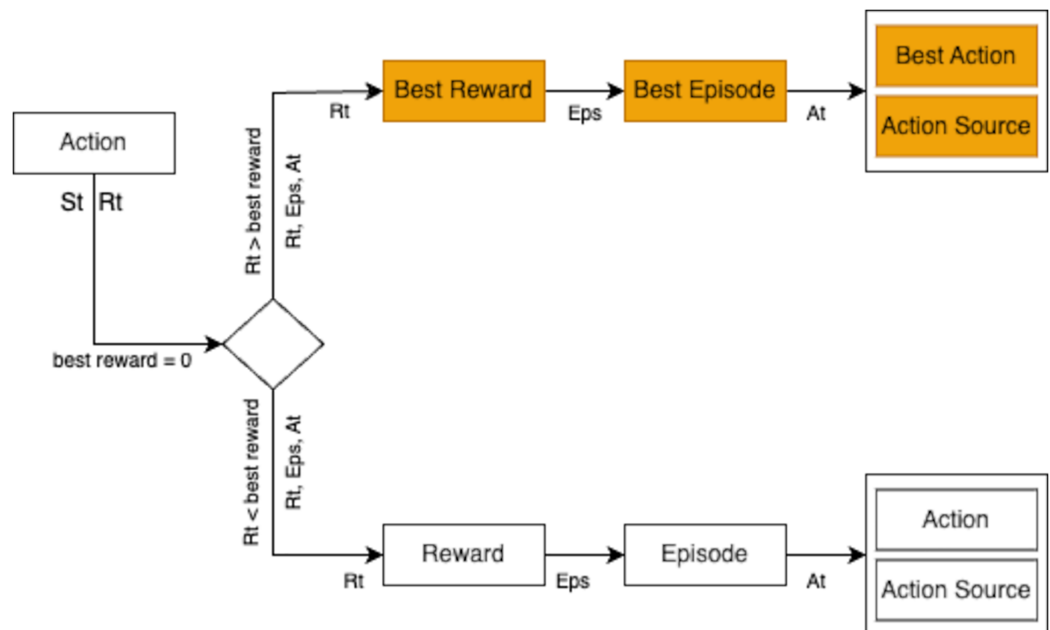 Action
St
Rt
best reward = 0
Rt > best reward
Rt, Eps, At
Rt
Best Reward
Eps
Best Episode
At
Best Action
Action Source
Rt < best reward
Rt, Eps, At
Rt
Reward
Eps
Episode
At
Action
Action Source